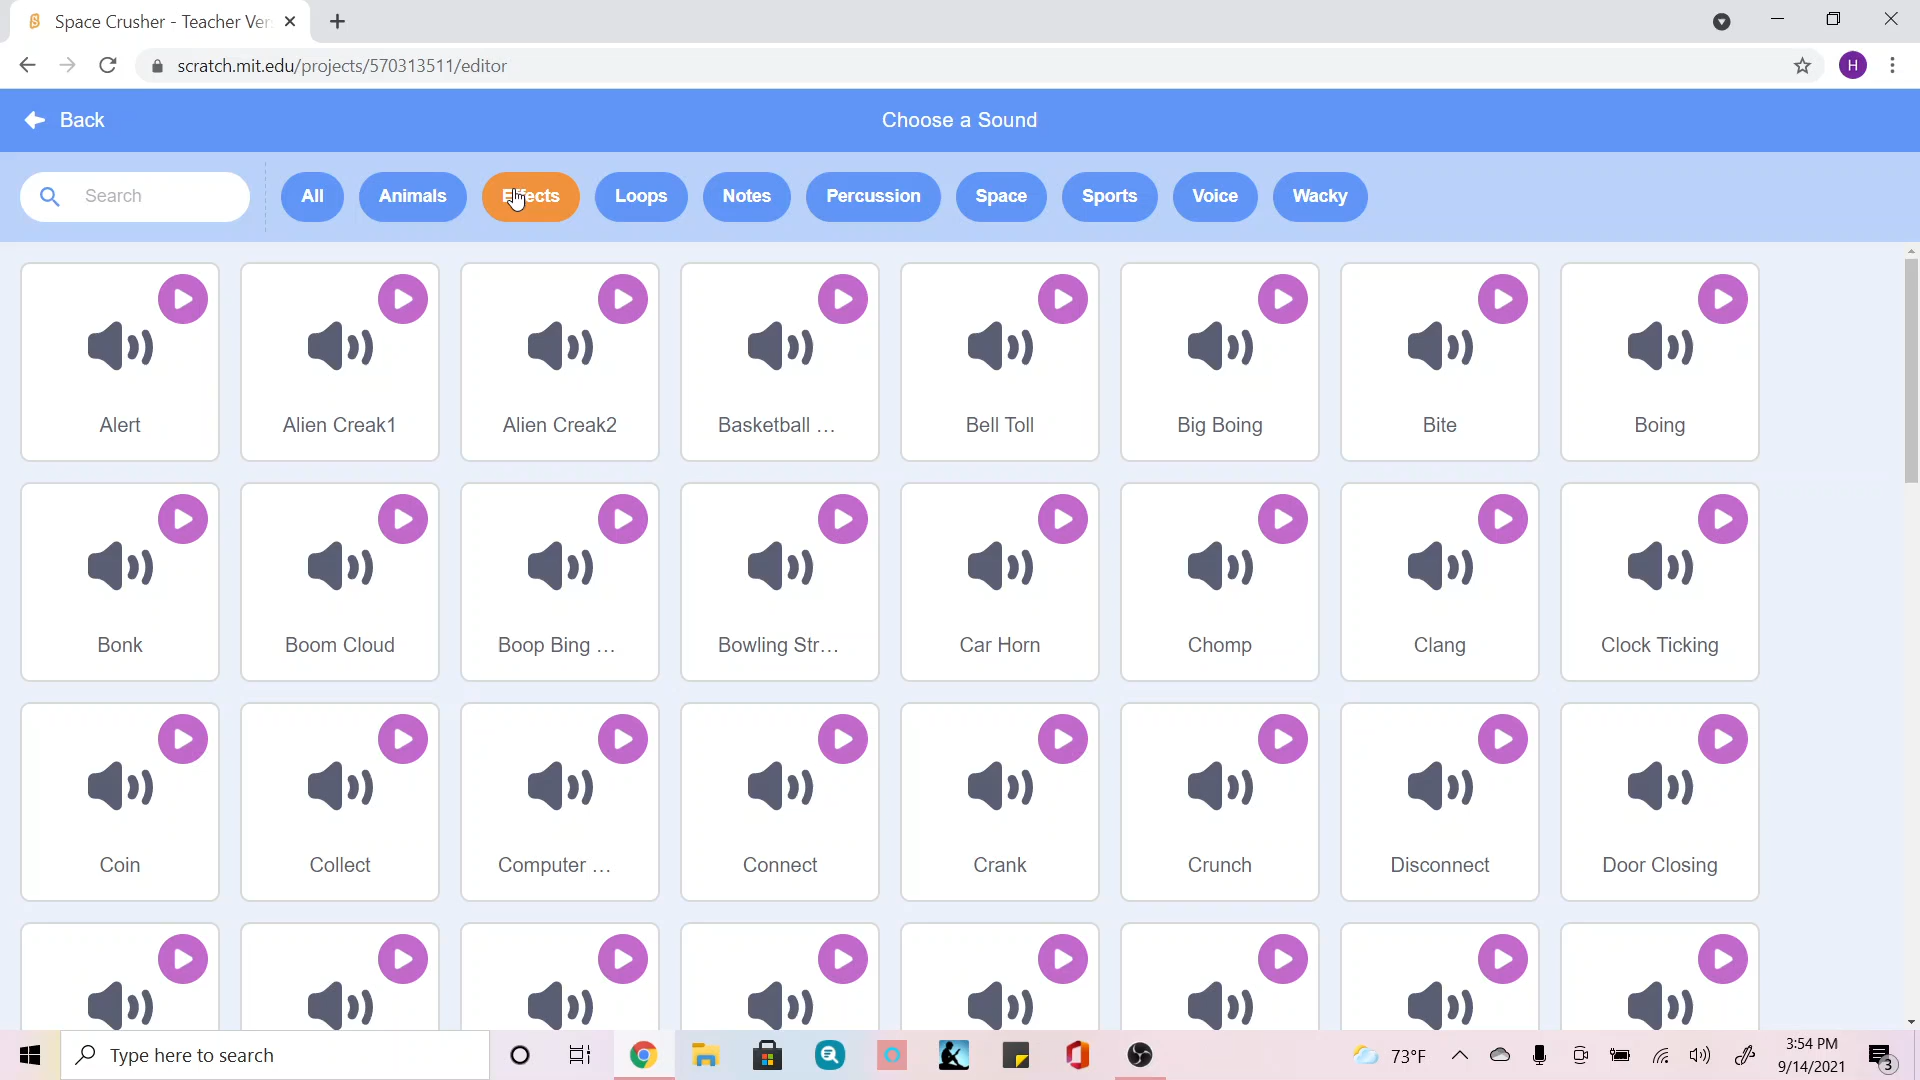 Space Crusher - Teacher Ver
scratch.mit.edu/projects/570313511/editor
H
Back
Choose a Sound
Search
All
Animals
Effects
Loops
Notes
Percussion
Space
Sports
Voice
Wacky
Alert
Alien Creak1
Alien Creak2
Basketball ...
Bell Toll
Big Boing
Bite
Boing
Bonk
Boom Cloud
Boop Bing ...
Bowling Str...
Car Horn
Chomp
Clang
Clock Ticking
Coin
Collect
Computer ...
Connect
Crank
Crunch
Disconnect
Door Closing
Type here to search
73°F
3:54 PM
9/14/2021
3